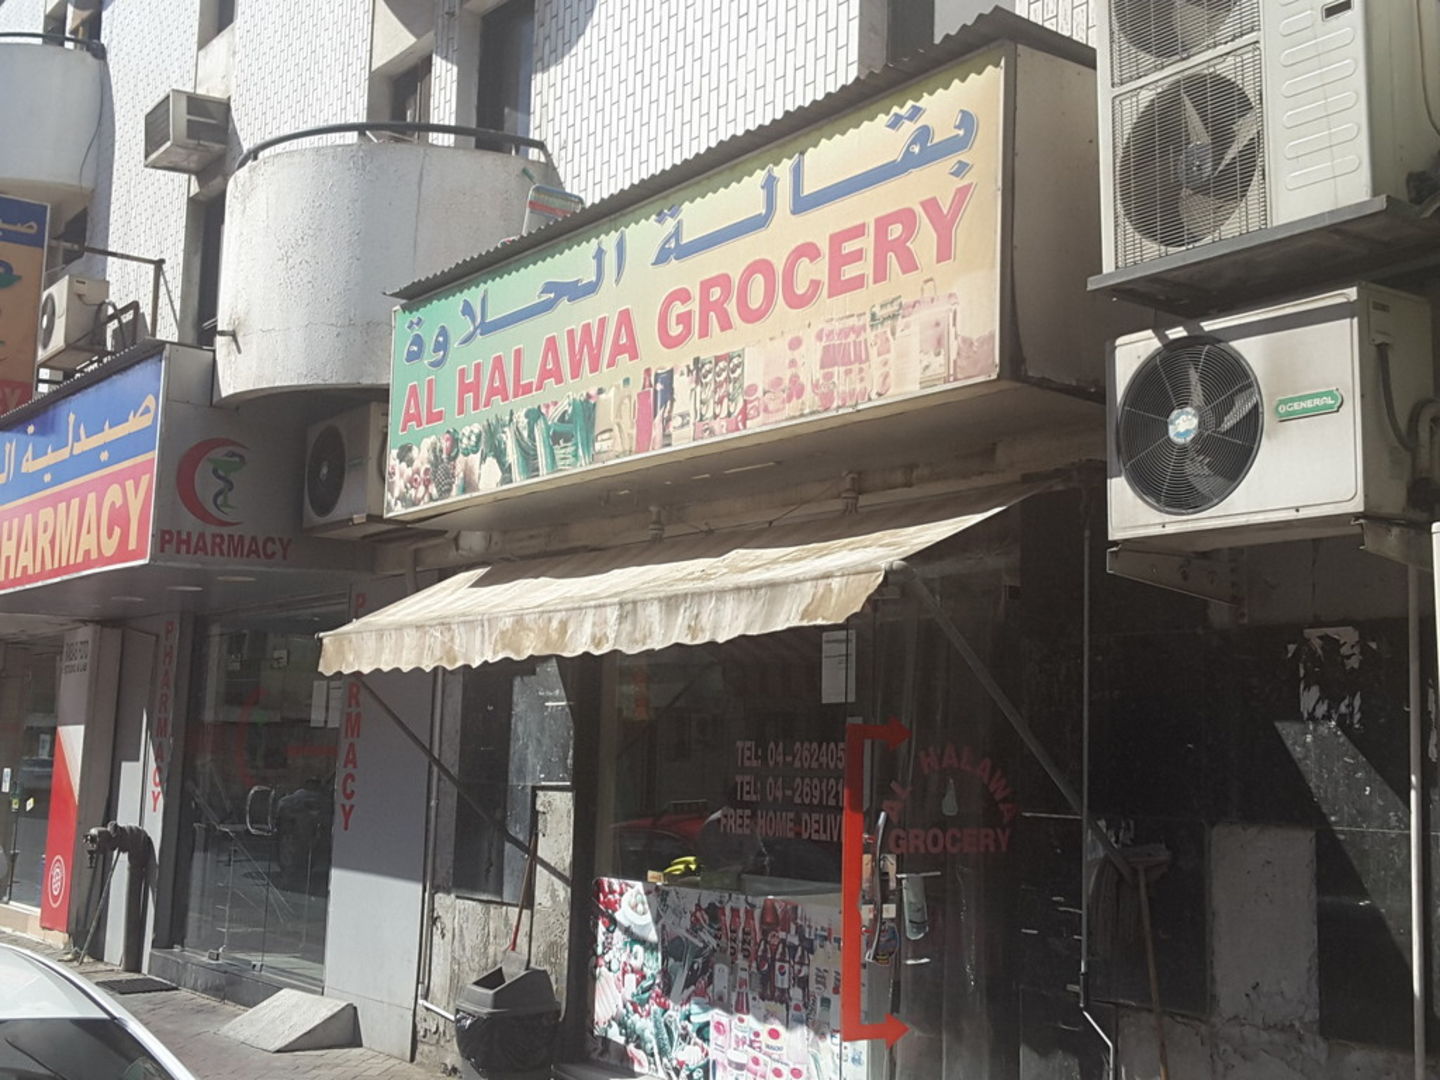 بقالة الحلاوة
AL HALAWA GROCERY
صيدلية
PHARMACY
PHARMACY
PHARMACY
GENERAL
TEL: 04-262405
TEL: 04-269121
FREE HOME DELIV
AL HALAWA
GROCERY